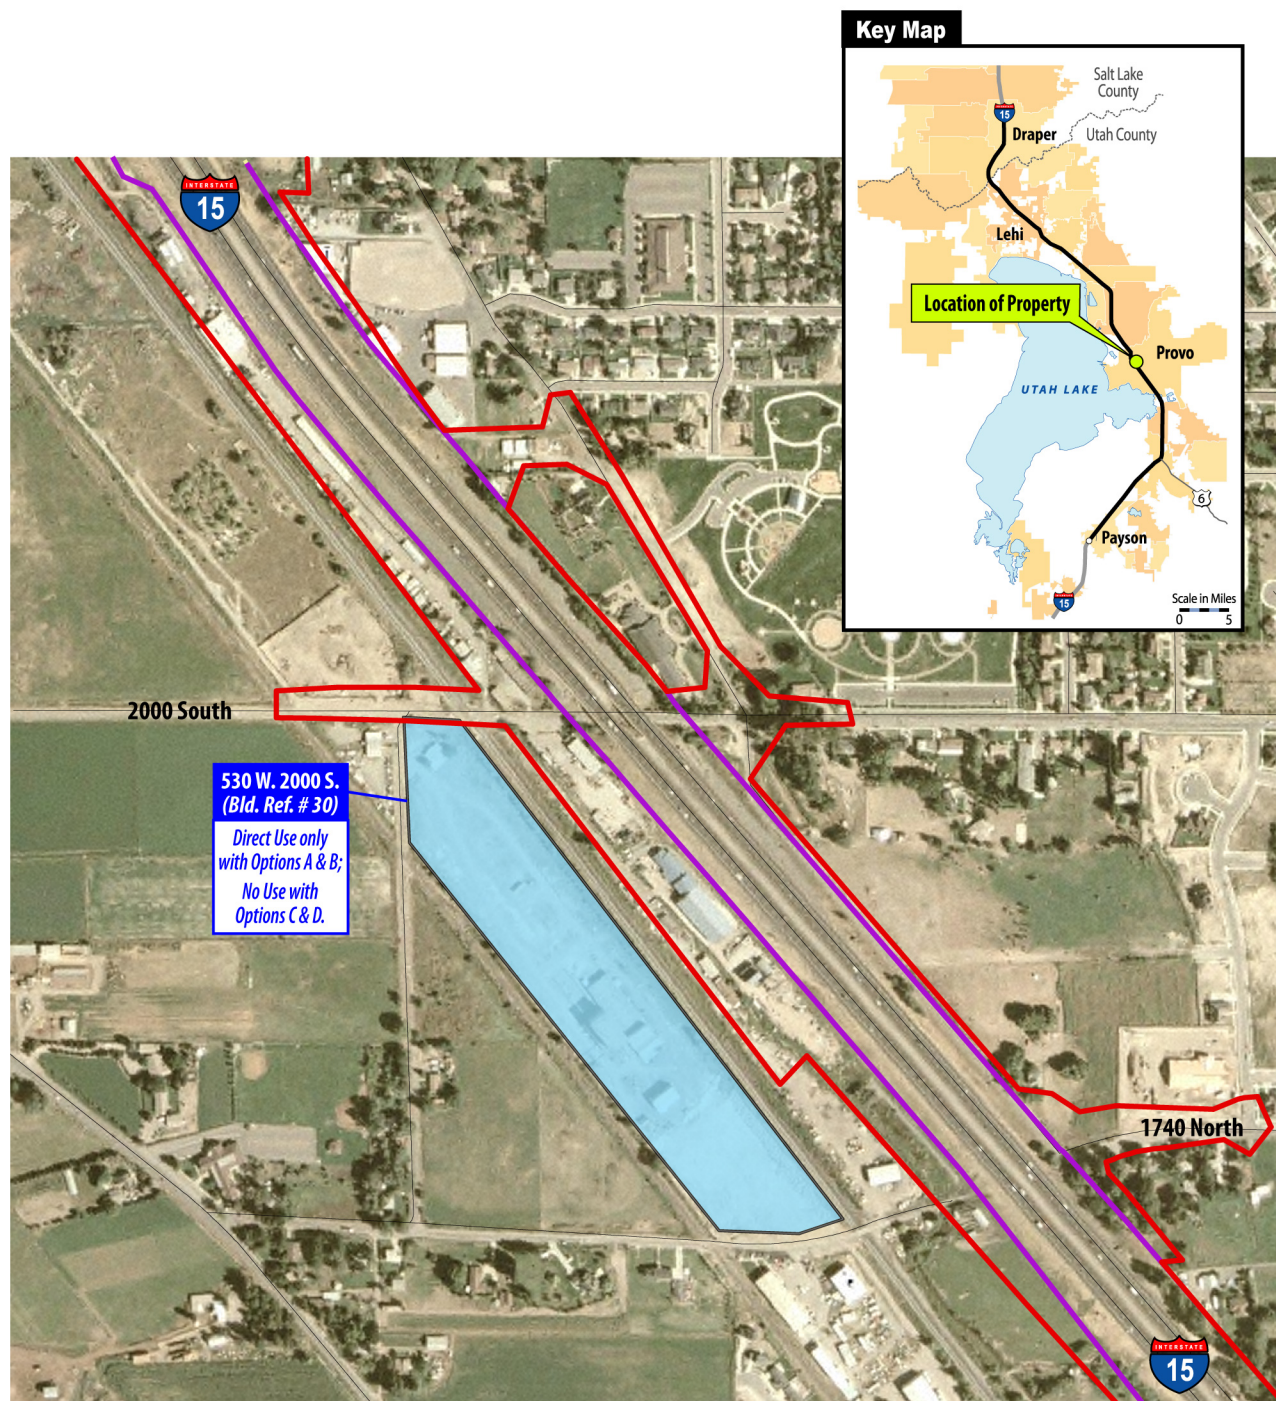 Key Map
Salt Lake
County
INTERSTATE
15
Draper
Utah County
Lehi
Location of Property
Provo
UTAH LAKE
6
Payson
INTERSTATE
15
Scale in Miles
0 5
INTERSTATE
15
2000 South
530 W. 2000 S.
(Bld. Ref. # 30)
Direct Use only
with Options A & B;
No Use with
Options C & D.
1740 North
INTERSTATE
15